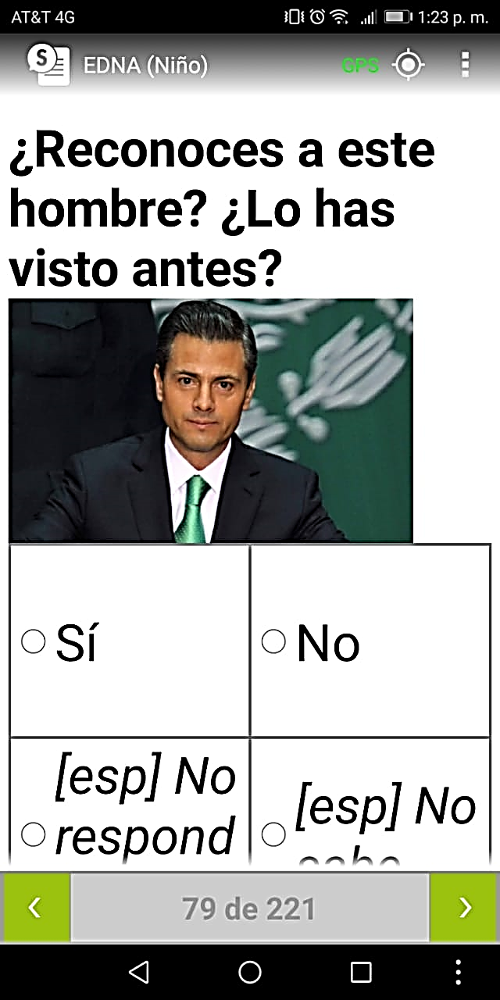 AT&T 4G 1:23 p. m.
S EDNA (Niño) GPS
¿Reconoces a este
hombre? ¿Lo has
visto antes?
Sí No
[esp] No
respond
[esp] No
79 de 221